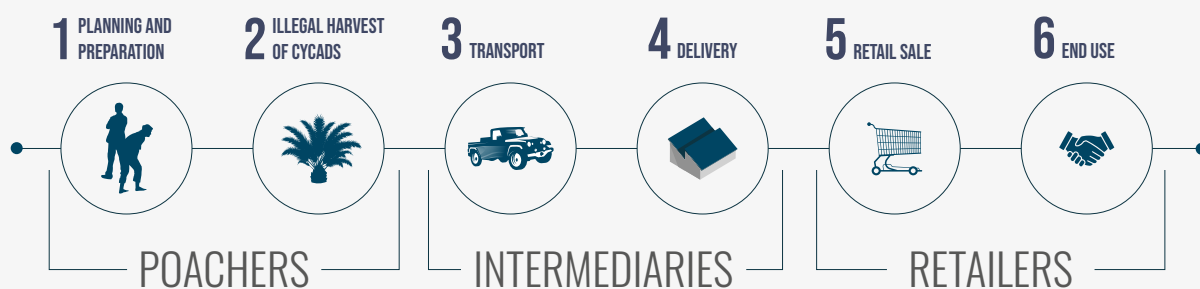 1 PLANNING AND
PREPARATION
2 ILLEGAL HARVEST
OF CYCADS
3 TRANSPORT
4 DELIVERY
5 RETAIL SALE
6 END USE
POACHERS
INTERMEDIARIES
RETAILERS